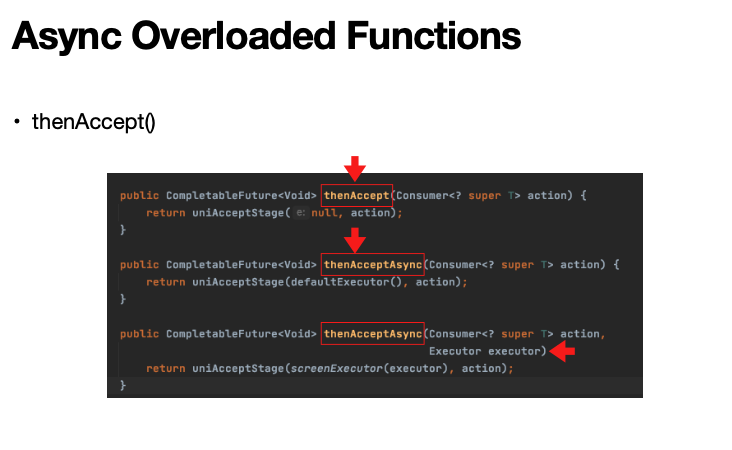 Async Overloaded Functions
• thenAccept()
public CompletableFuture<Void> thenAccept(Consumer<? super T> action) {
return uniAcceptStage( e: null, action);
}
public CompletableFuture<Void> thenAcceptAsync(Consumer<? super T> action) {
return uniAcceptStage(defaultExecutor(), action);
}
public CompletableFuture<Void> thenAcceptAsync(Consumer<? super T> action,
Executor executor)
return uniAcceptStage(screenExecutor(executor), action);
}